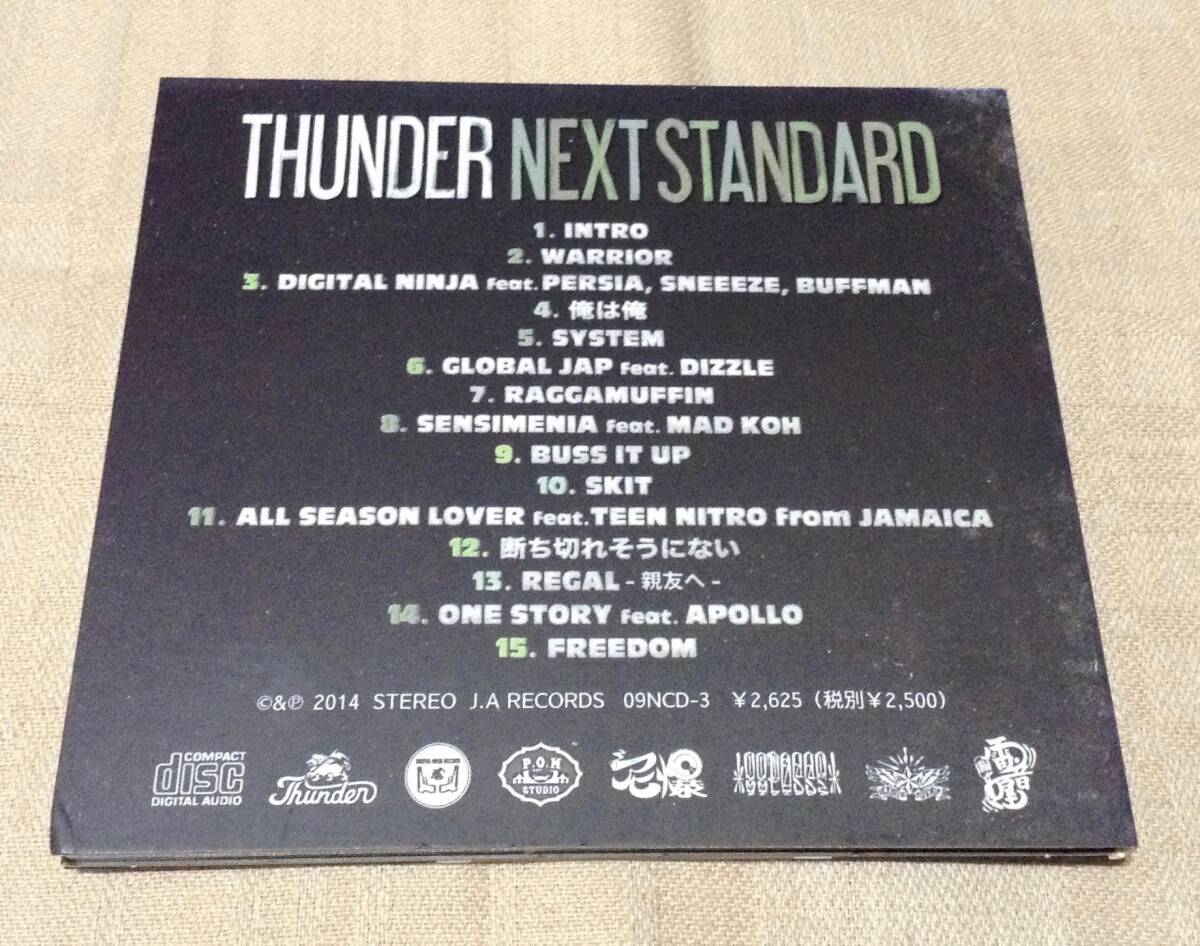 THUNDER NEXT STANDARD
1. INTRO
2. WARRIOR
3. DIGITAL NINJA feat. PERSIA, SNEEEZE, BUFFMAN
4. 俺は俺
5. SYSTEM
6. GLOBAL JAP feat. DIZZLE
7. RAGGAMUFFIN
8. SENSIMENIA feat. MAD KOH
9. BUSS IT UP
10. SKIT
11. ALL SEASON LOVER feat. TEEN NITRO from JAMAICA
12. 断ち切れそうにない
13. REGAL - 親友へ -
14. ONE STORY feat. APOLLO
15. FREEDOM
©&℗ 2014 STEREO J.A RECORDS 09NCD-3 ¥2,625 (税別¥2,500)
COMPACT disc DIGITAL AUDIO Thunder P.O.H STUDIO